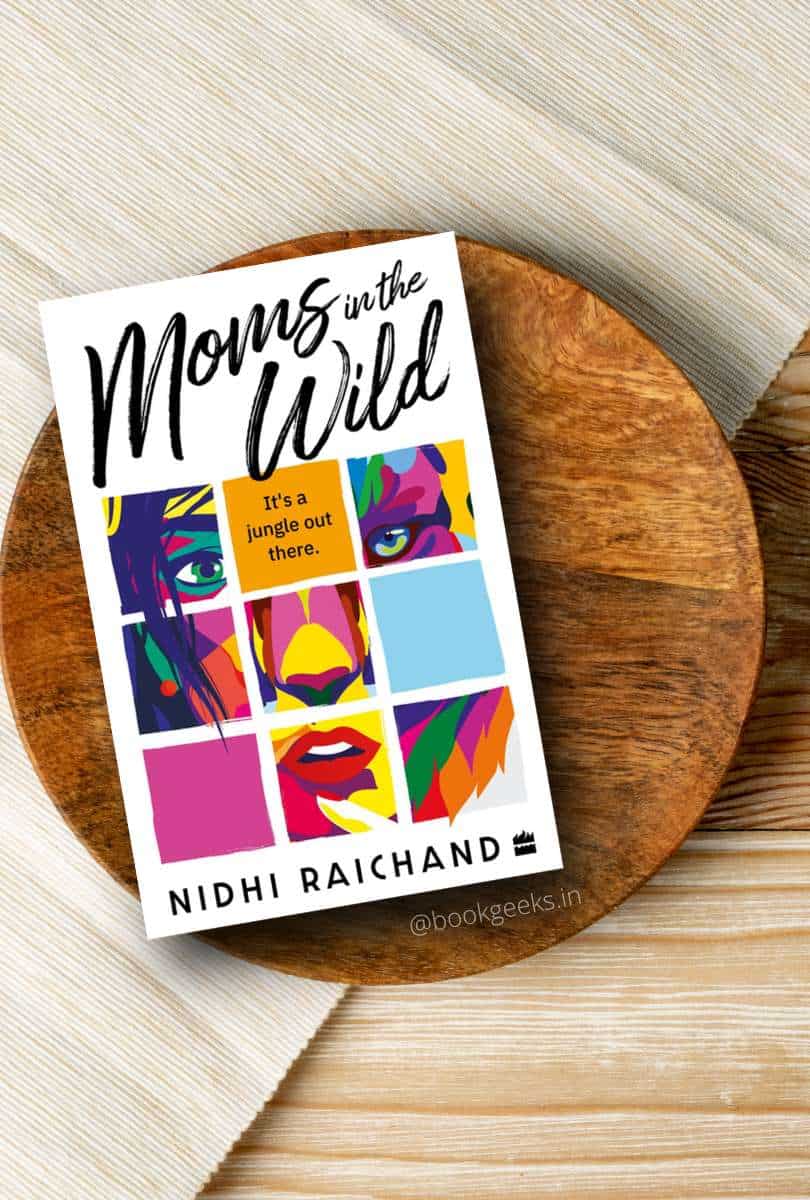 Moms in the
Wild
It's a
jungle out
there.
NIDHI RAICHAND
@bookgeeks.in